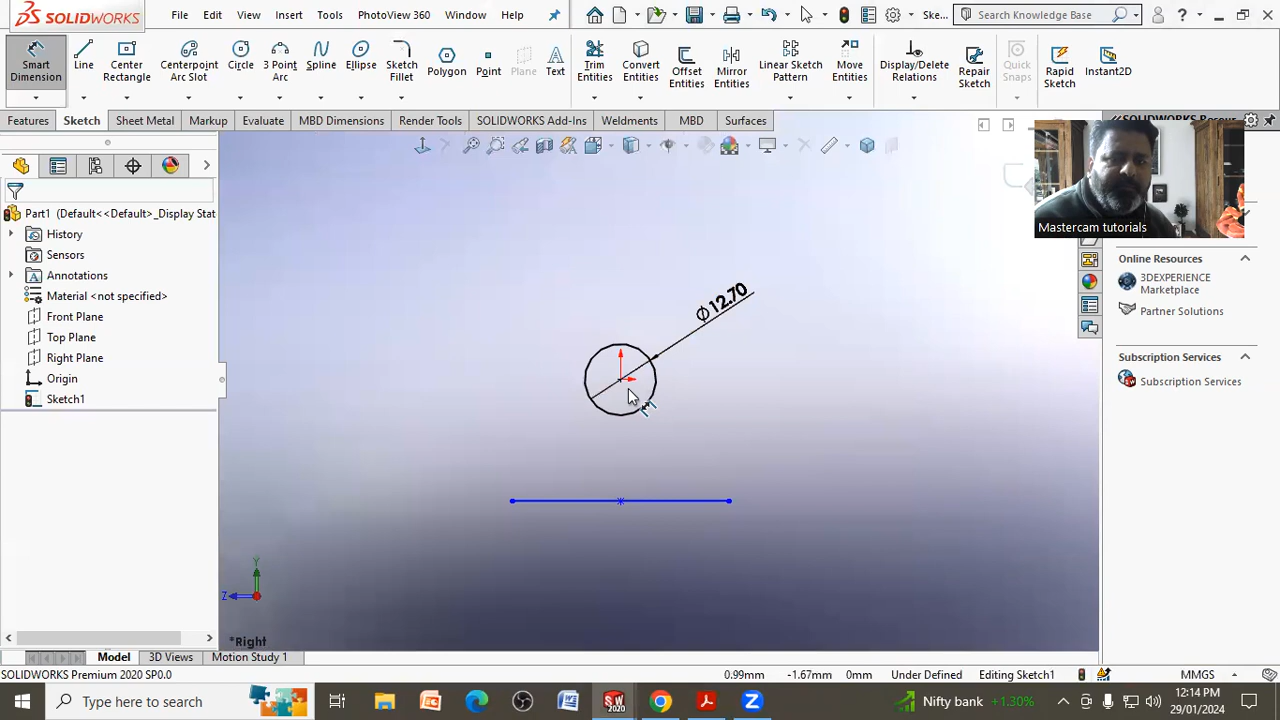 SOLIDWORKS
File
Edit
View
Insert
Tools
PhotoView 360
Window
Help
Ske...
Search Knowledge Base
?
Smart Dimension
Line
Center Rectangle
Centerpoint Arc Slot
Circle
3 Point Arc
Spline
Ellipse
Sketch Fillet
Polygon
Point
Plane
Text
Trim Entities
Convert Entities
Offset Entities
Mirror Entities
Linear Sketch Pattern
Move Entities
Display/Delete Relations
Repair Sketch
Quick Snaps
Rapid Sketch
Instant2D
Features
Sketch
Sheet Metal
Markup
Evaluate
MBD Dimensions
Render Tools
SOLIDWORKS Add-Ins
Weldments
MBD
Surfaces
Part1 (Default<<Default>_Display Stat
History
Sensors
Annotations
Material <not specified>
Front Plane
Top Plane
Right Plane
Origin
Sketch1
∅12.70
Y
Z
*Right
Mastercam tutorials
Online Resources
3DEXPERIENCE
Marketplace
Partner Solutions
Subscription Services
Subscription Services
Model
3D Views
Motion Study 1
SOLIDWORKS Premium 2020 SP0.0
0.99mm
-1.67mm
0mm
Under Defined
Editing Sketch1
MMGS
Type here to search
Nifty bank
+1.30%
12:14 PM
29/01/2024